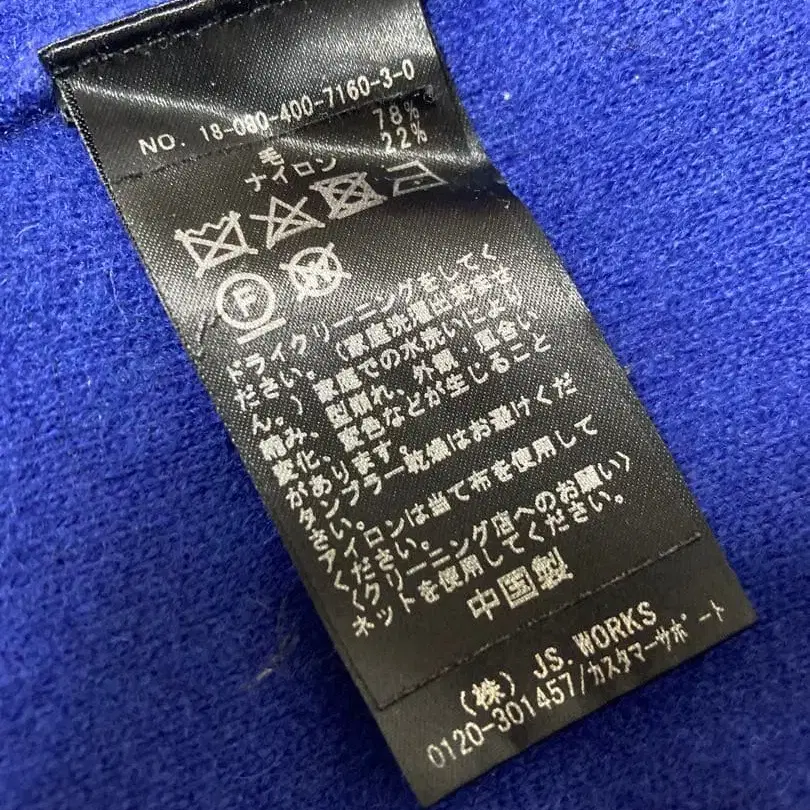 NO. 18-080-400-7160-3-0
毛 78%
ナイロン 22%
P
ドライクリーニングをしてく
ださい。(家庭洗濯出来ませ
ん。) 家庭での水洗いにより
縮み、型崩れ、外観・風合い
変化、変色などが生じること
があります。
タンブラー乾燥はお避けくだ
さい。
アイロンは当て布を使用して
ください。
〈クリーニング店へのお願い〉
ネットを使用してください。
中国製
(株) JS.WORKS
0120-301457/カスタマーサポート